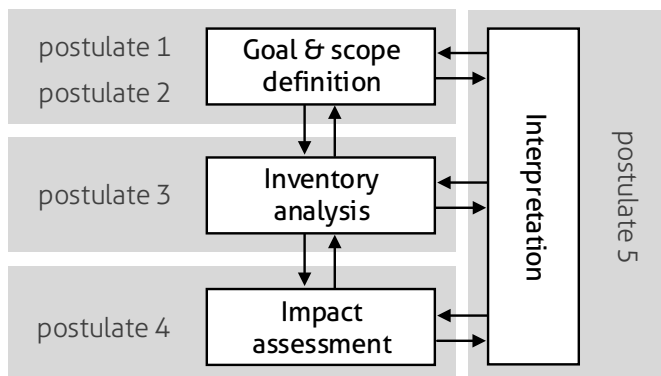 postulate 1
postulate 2
Goal & scope
definition
postulate 3
Inventory
analysis
postulate 4
Impact
assessment
Interpretation
postulate 5